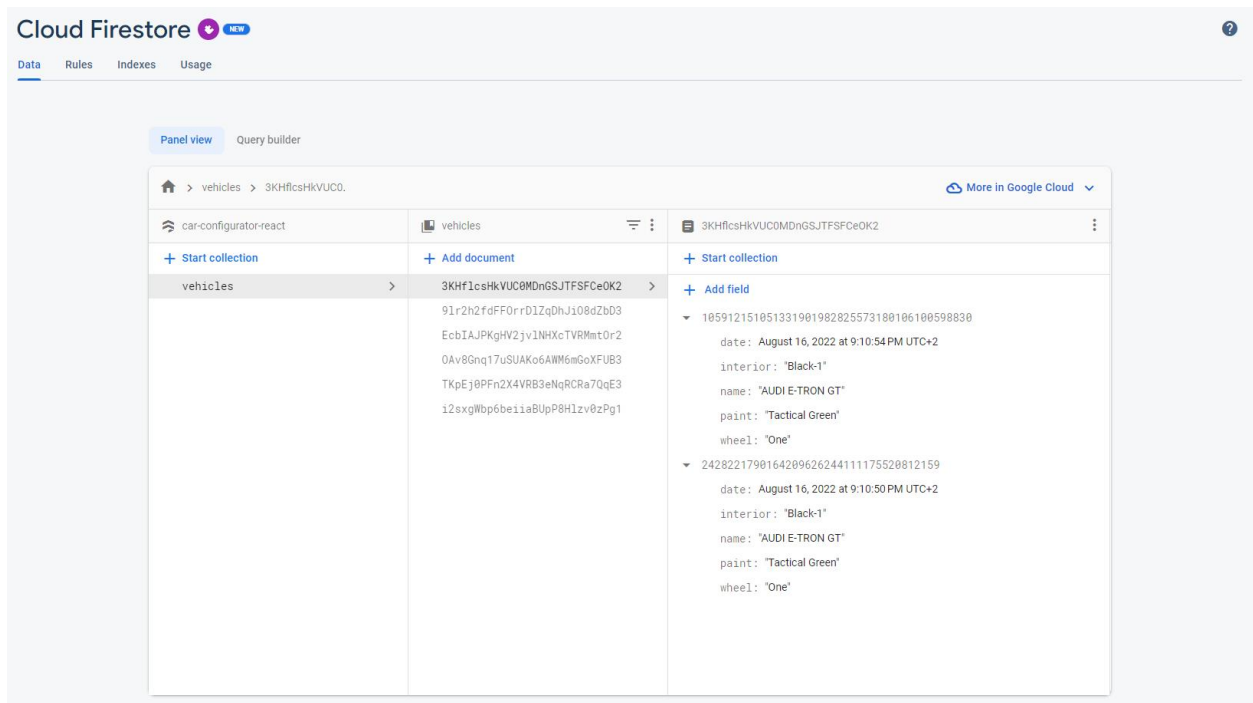 Cloud Firestore NEW
Data Rules Indexes Usage
Panel view Query builder
vehicles 3KHflcsHkVUC0.
More in Google Cloud
car-configurator-react
vehicles
3KHflcsHkVUC0MDnGSJTFSFCeOK2
Start collection
Add document
Start collection
vehicles
3KHflcsHkVUC0MDnGSJTFSFCeOK2
9lr2h2fdFFOrrDlZqDhJiO8dZbD3
EcbIAJPKgHV2jvlNHXcTVRMmtOr2
OAv8Gnq17uSUAKo6AWM6mGoXFUB3
TKpEj0PFn2X4VRB3eNqRCRa7QqE3
i2sxgWbp6beiiaBUpP8Hlzv0zPg1
Add field
105912151051331901982825573180106100598830
date: August 16, 2022 at 9:10:54 PM UTC+2
interior: "Black-1"
name: "AUDI E-TRON GT"
paint: "Tactical Green"
wheel: "One"
242822179016420962624411117552081​2159
date: August 16, 2022 at 9:10:50 PM UTC+2
interior: "Black-1"
name: "AUDI E-TRON GT"
paint: "Tactical Green"
wheel: "One"